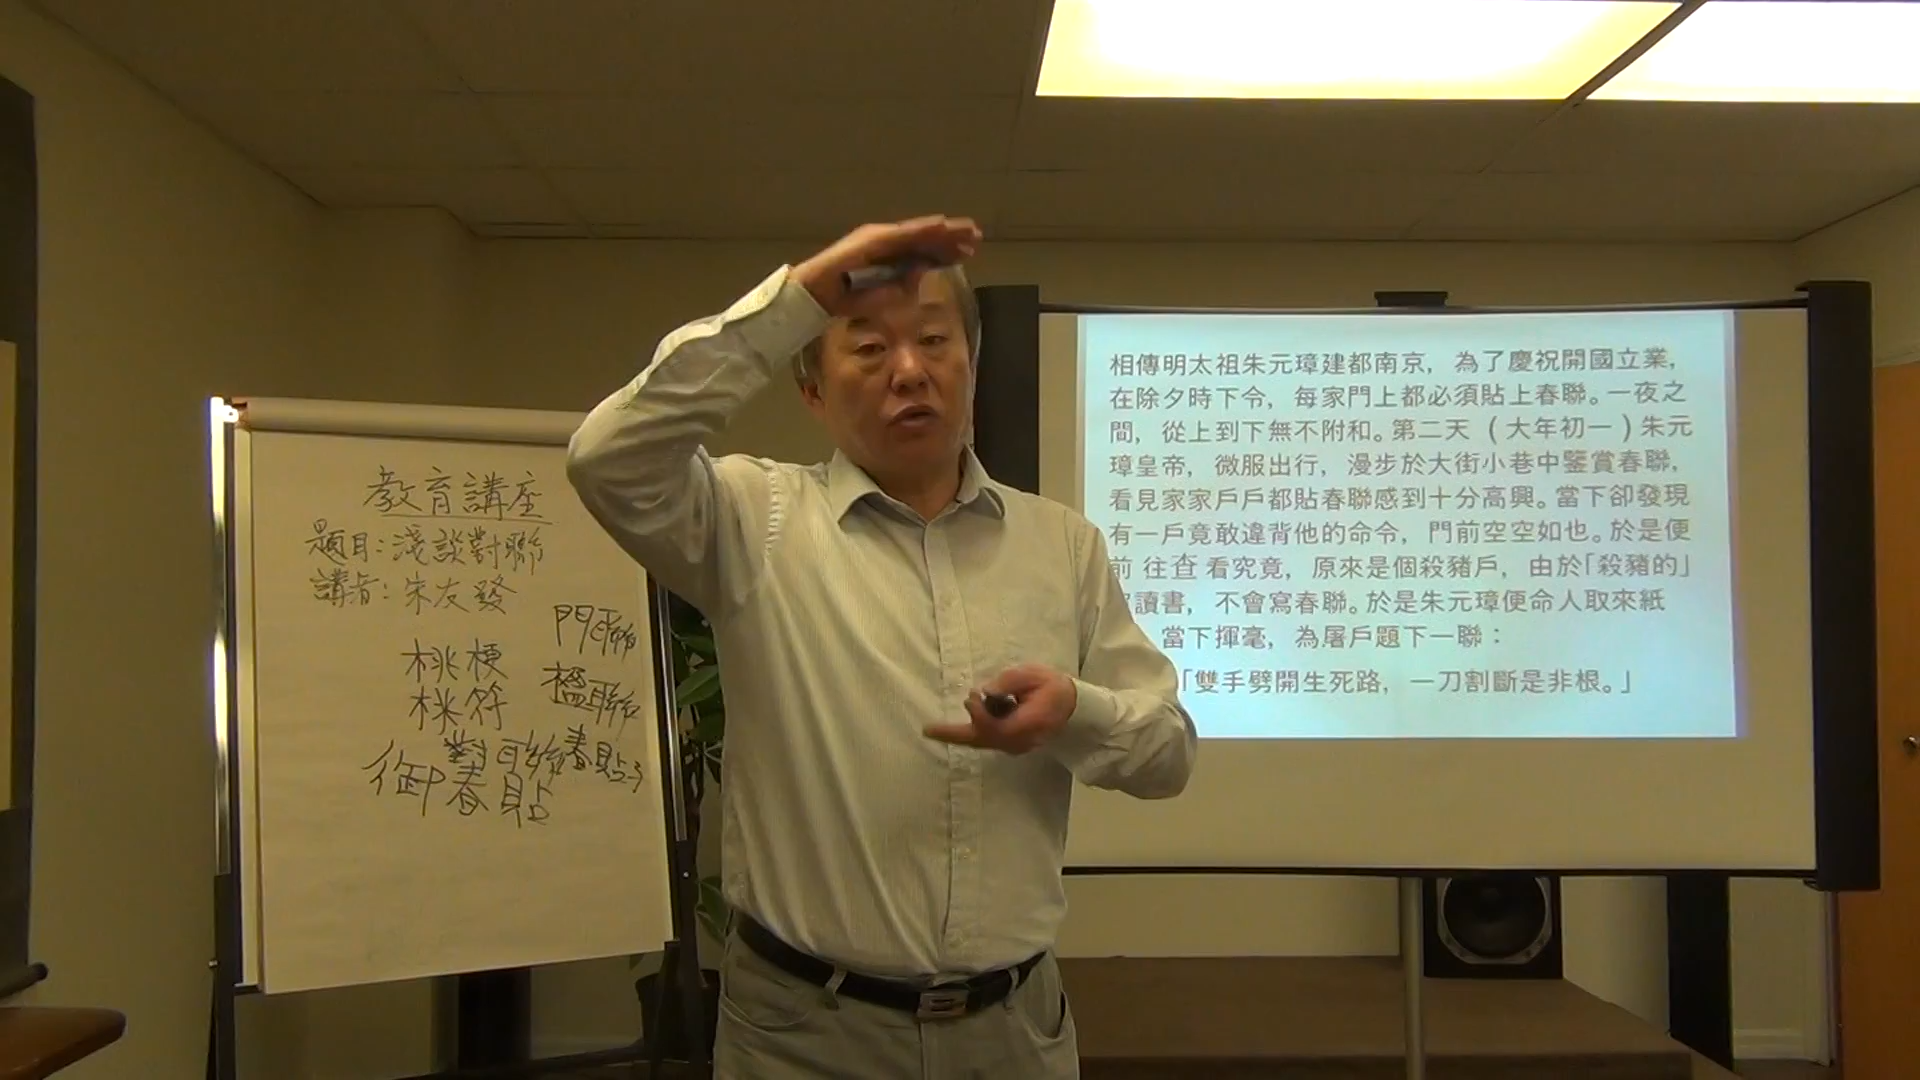 教育講座
題目：淺談對聯
講者：朱友發
桃梗
桃符
門聯
楹聯
對聯
春貼子
御春貼
相傳明太祖朱元璋建都南京，為了慶祝開國立業，
在除夕時下令，每家門上都必須貼上春聯。一夜之
間，從上到下無不附和。第二天（大年初一）朱元
璋皇帝，微服出行，漫步於大街小巷中鑒賞春聯，
看見家家戶戶都貼春聯感到十分高興。當下卻發現
有一戶竟敢違背他的命令，門前空空如也。於是便
前 往查 看究竟，原來是個殺豬戶，由於「殺豬的」
讀書，不會寫春聯。於是朱元璋便命人取來紙
當下揮毫，為屠戶題下一聯：
「雙手劈開生死路，一刀割斷是非根。」